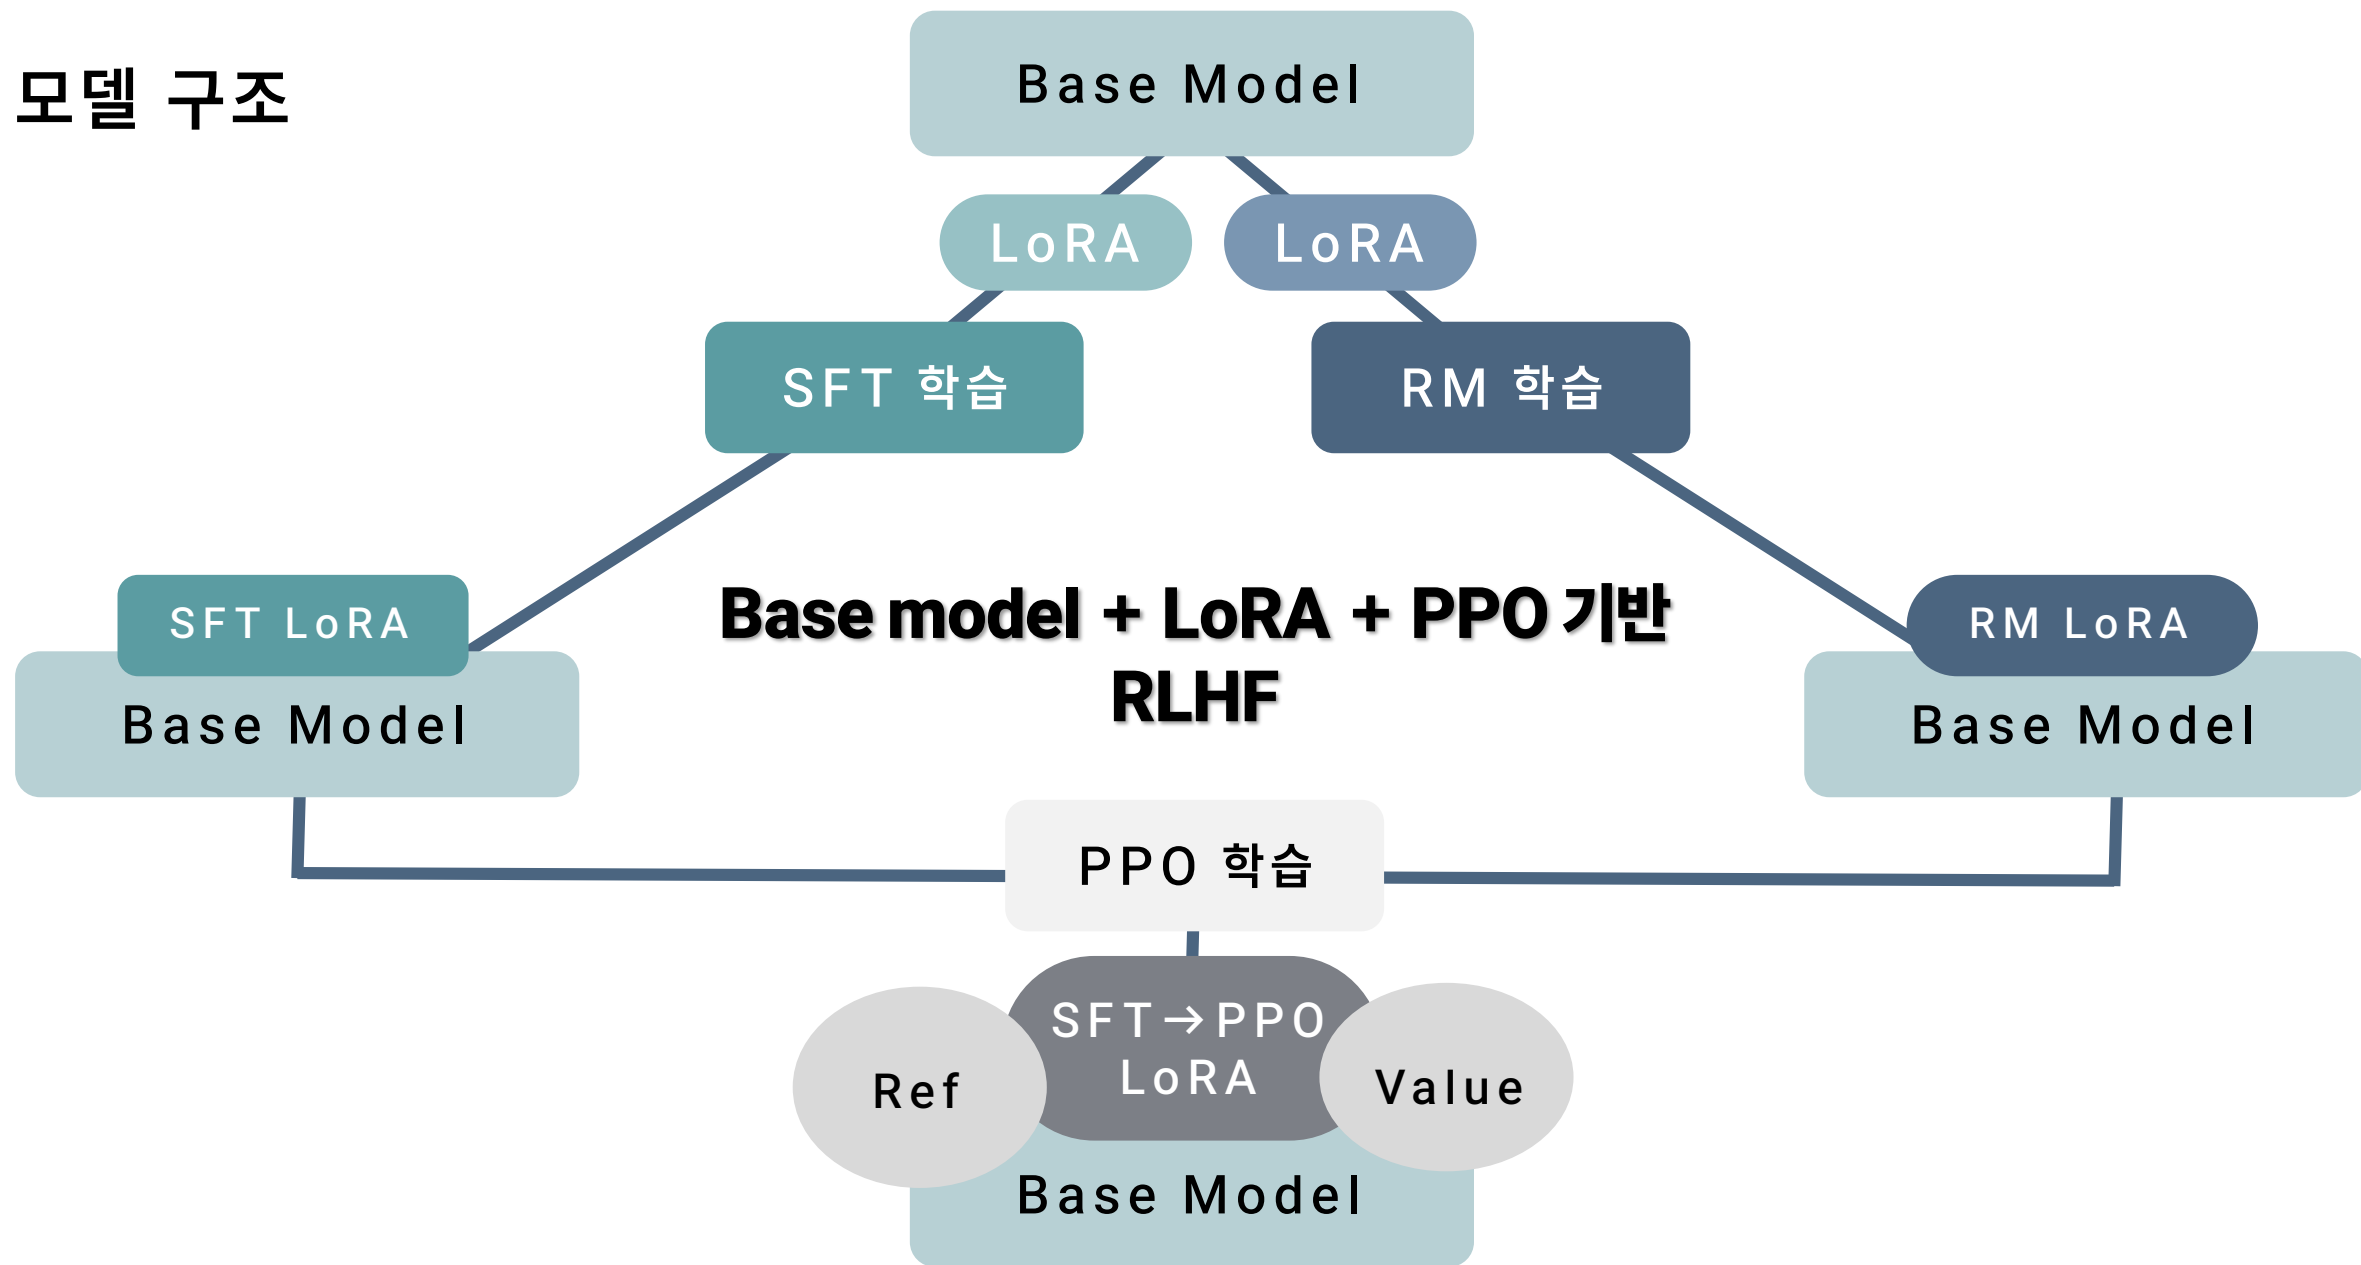 모델 구조
Base Model
LoRA
LoRA
SFT 학습
RM 학습
SFT LoRA
Base Model
Base model + LoRA + PPO 기반
RLHF
RM LoRA
Base Model
PPO 학습
SFT→PPO
LoRA
Ref
Value
Base Model